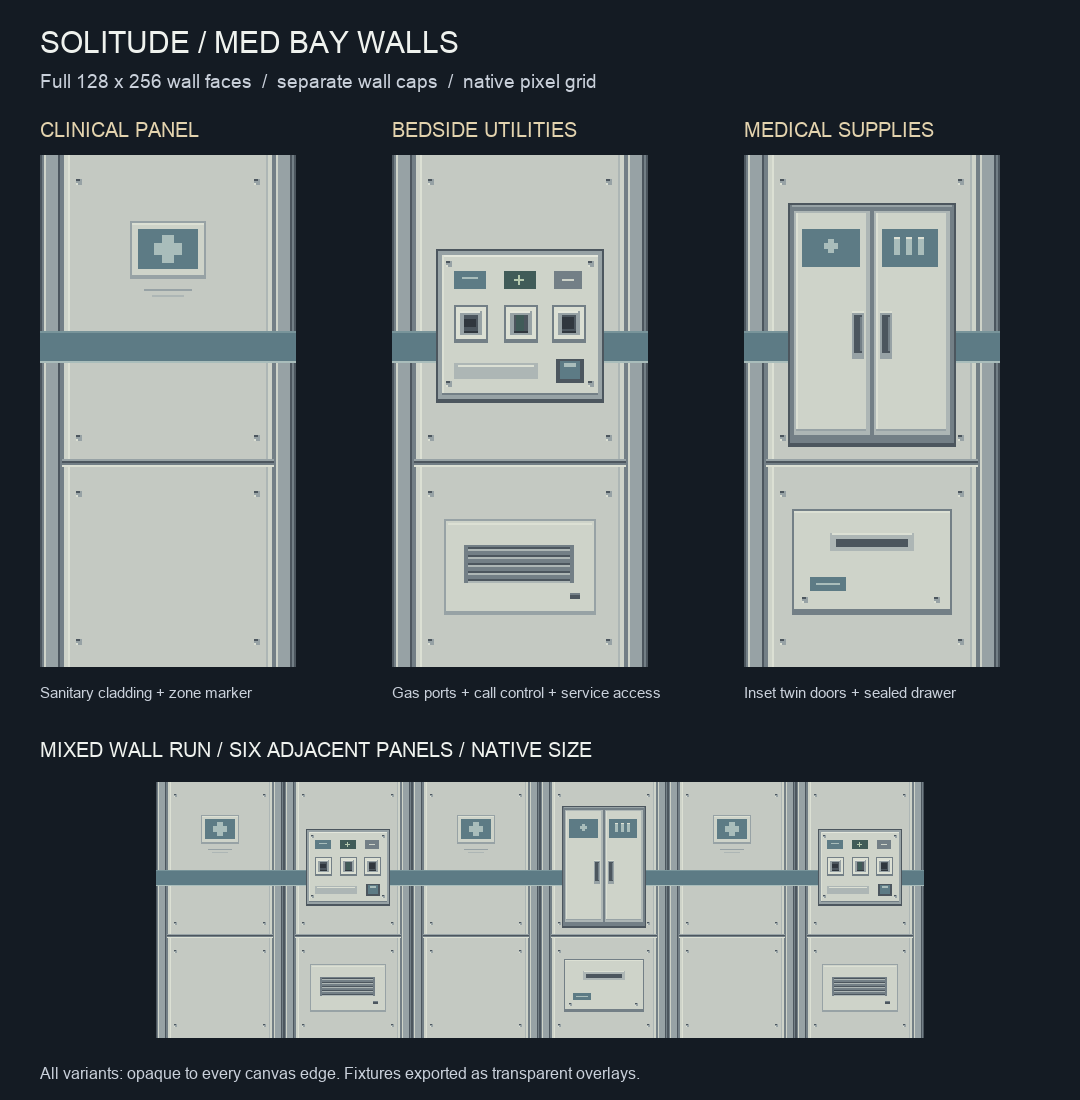 SOLITUDE / MED BAY WALLS
Full 128 x 256 wall faces / separate wall caps / native pixel grid
CLINICAL PANEL
BEDSIDE UTILITIES
MEDICAL SUPPLIES
Sanitary cladding + zone marker
Gas ports + call control + service access
Inset twin doors + sealed drawer
MIXED WALL RUN / SIX ADJACENT PANELS / NATIVE SIZE
All variants: opaque to every canvas edge. Fixtures exported as transparent overlays.